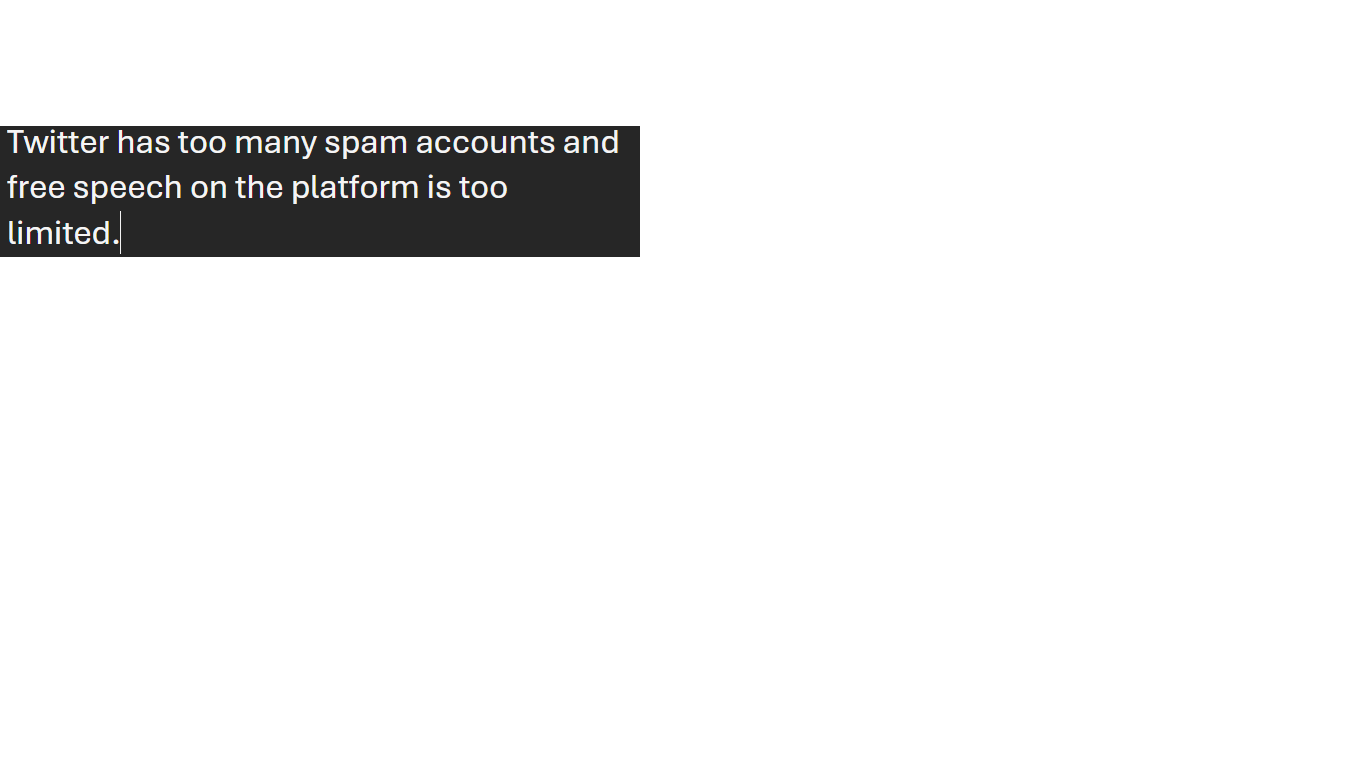 Twitter has too many spam accounts and
free speech on the platform is too
limited.